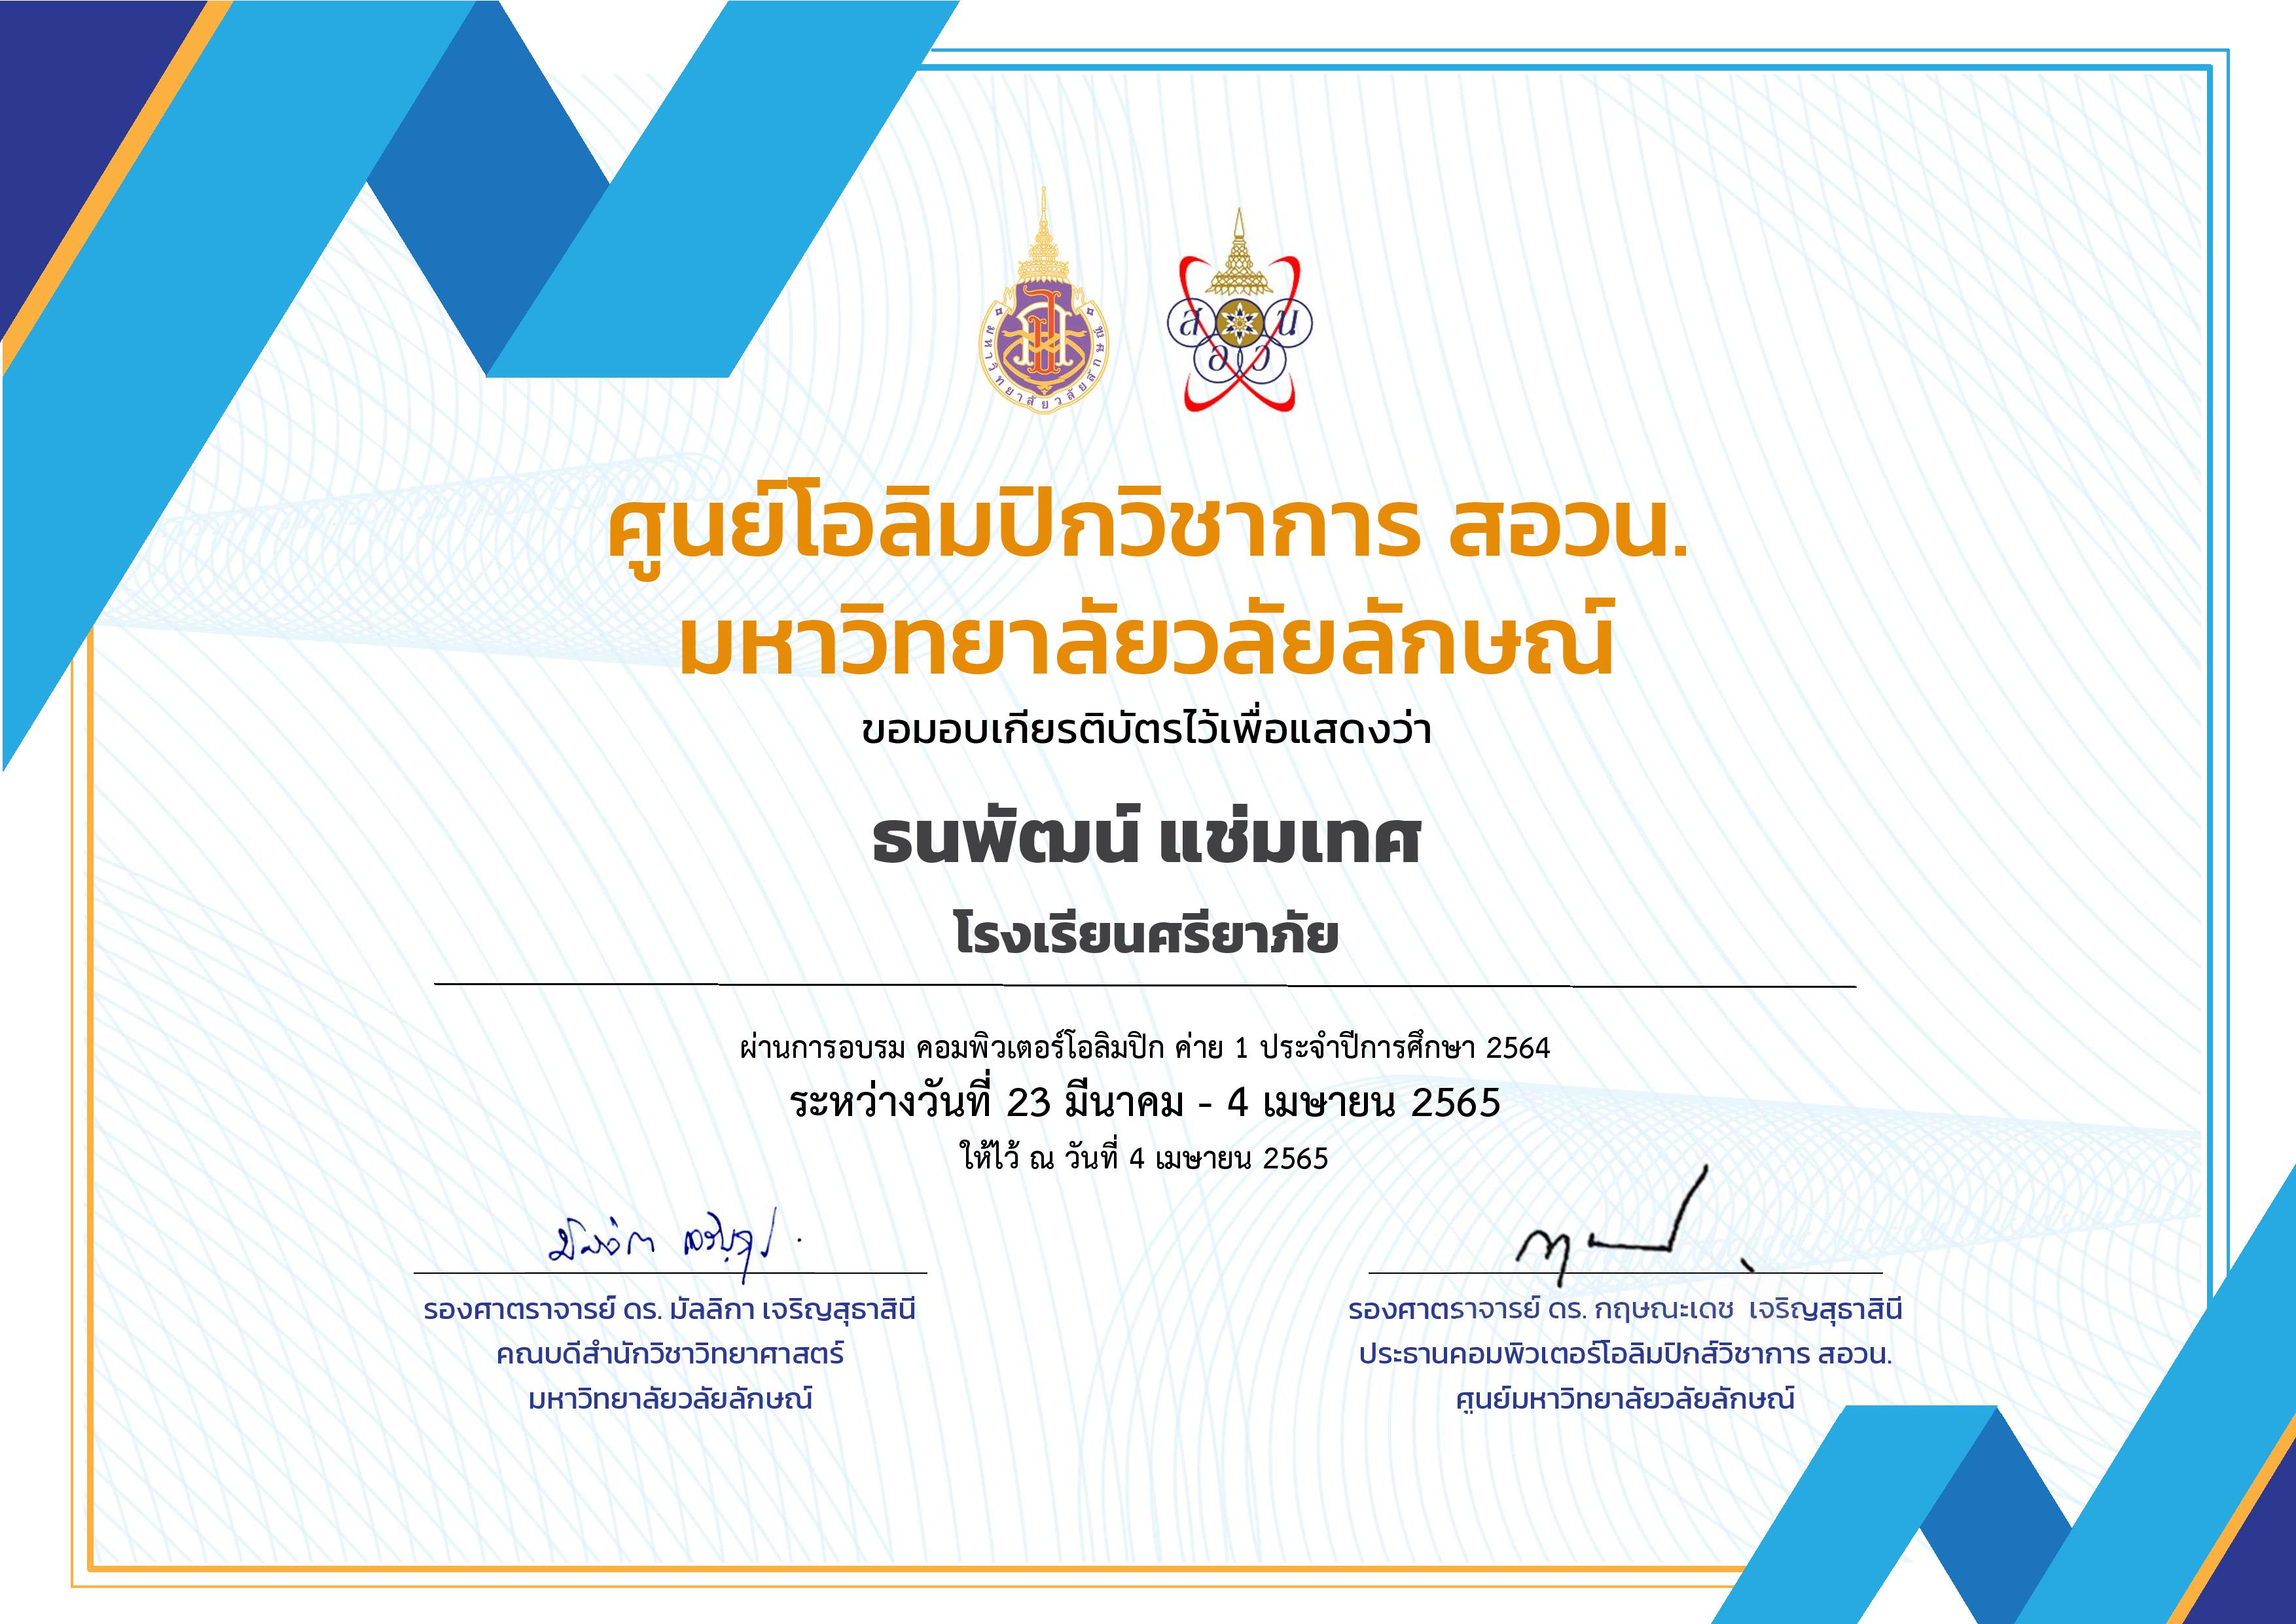 มหาวิทยาลัยวลัยลักษณ์
ส อ ว น
ศูนย์โอลิมปิกวิชาการ สอวน.
มหาวิทยาลัยวลัยลักษณ์
ขอมอบเกียรติบัตรไว้เพื่อแสดงว่า
ธนพัฒน์ แช่มเทศ
โรงเรียนศรียาภัย
ผ่านการอบรม คอมพิวเตอร์โอลิมปิก ค่าย 1 ประจำปีการศึกษา 2564
ระหว่างวันที่ 23 มีนาคม - 4 เมษายน 2565
ให้ไว้ ณ วันที่ 4 เมษายน 2565
รองศาตราจารย์ ดร. มัลลิกา เจริญสุธาสินี
คณบดีสำนักวิชาวิทยาศาสตร์
มหาวิทยาลัยวลัยลักษณ์
รองศาตราจารย์ ดร. กฤษณะเดช เจริญสุธาสินี
ประธานคอมพิวเตอร์โอลิมปิกส์วิชาการ สอวน.
ศูนย์มหาวิทยาลัยวลัยลักษณ์